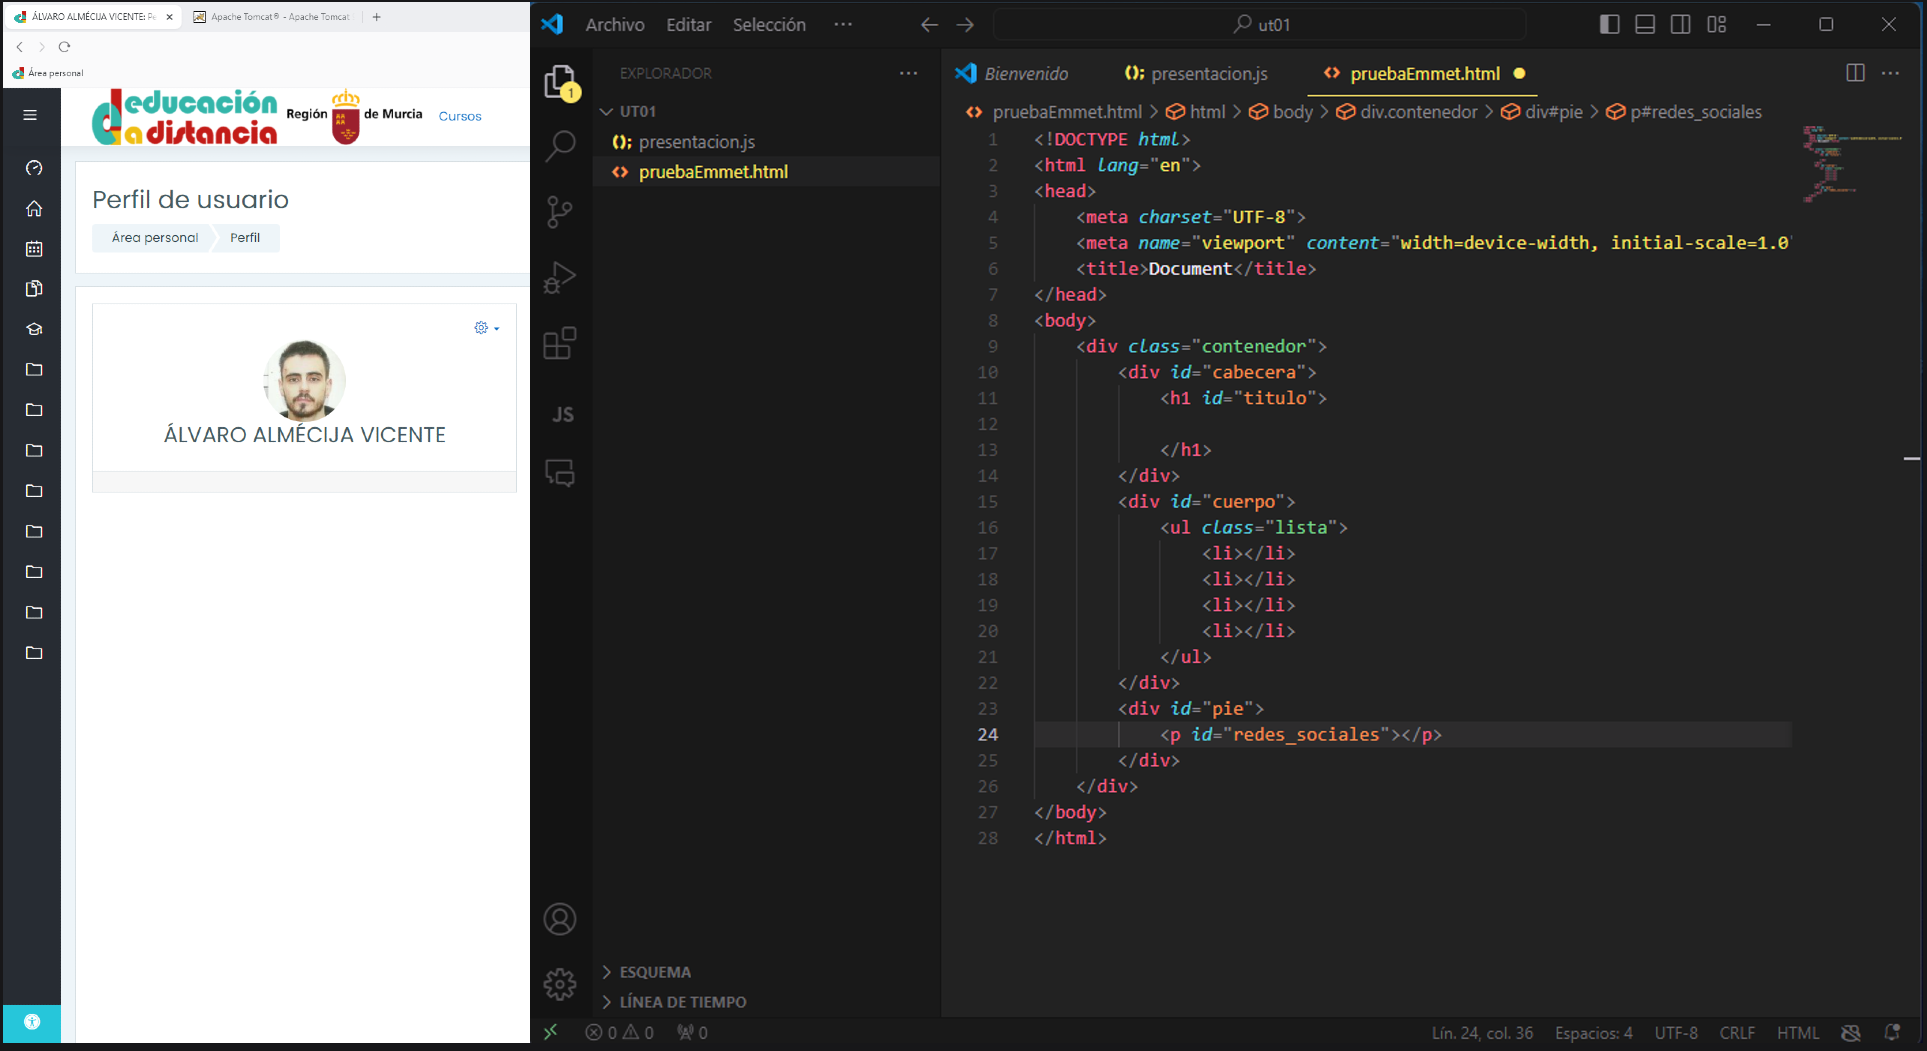 ÁLVARO ALMÉCIJA VICENTE: Pe
Apache Tomcat® - Apache Tomcat
Área personal
educación
a distancia
Región de Murcia
Cursos
Perfil de usuario
Área personal
Perfil
ÁLVARO ALMÉCIJA VICENTE
Archivo Editar Selección ···
ut01
EXPLORADOR ···
UT01
(); presentacion.js
<> pruebaEmmet.html
1
JS
ESQUEMA
LÍNEA DE TIEMPO
Bienvenido
(); presentacion.js
<> pruebaEmmet.html
···
<> pruebaEmmet.html > html > body > div.contenedor > div#pie > p#redes_sociales
1 <!DOCTYPE html>
2 <html lang="en">
3 <head>
4 <meta charset="UTF-8">
5 <meta name="viewport" content="width=device-width, initial-scale=1.0"
6 <title>Document</title>
7 </head>
8 <body>
9 <div class="contenedor">
10 <div id="cabecera">
11 <h1 id="titulo">
12
13 </h1>
14 </div>
15 <div id="cuerpo">
16 <ul class="lista">
17 <li></li>
18 <li></li>
19 <li></li>
20 <li></li>
21 </ul>
22 </div>
23 <div id="pie">
24 <p id="redes_sociales"></p>
25 </div>
26 </div>
27 </body>
28 </html>
0 0 0
Lín. 24, col. 36 Espacios: 4 UTF-8 CRLF HTML